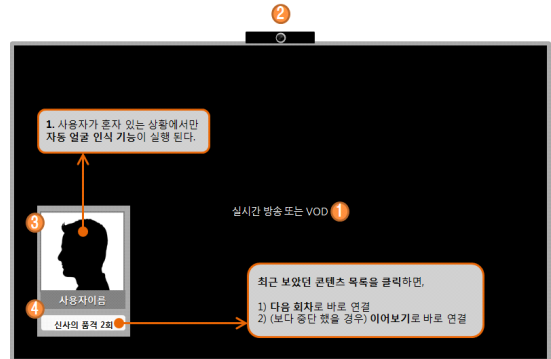 2
1. 사용자가 혼자 있는 상황에서만
자동 얼굴 인식 기능이 실행 된다.
실시간 방송 또는 VOD 1
3
사용자이름
4
신사의 품격 2회
최근 보았던 콘텐츠 목록을 클릭하면,
1) 다음 회차로 바로 연결
2) (보다 중단 했을 경우) 이어보기로 바로 연결